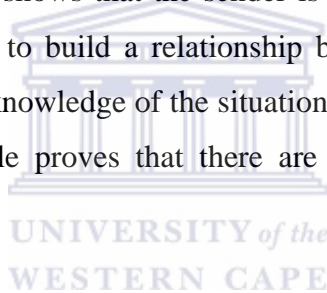 shows that the sender is
to build a relationship b
knowledge of the situation
le proves that there are
UNIVERSITY of the
WESTERN CAPE